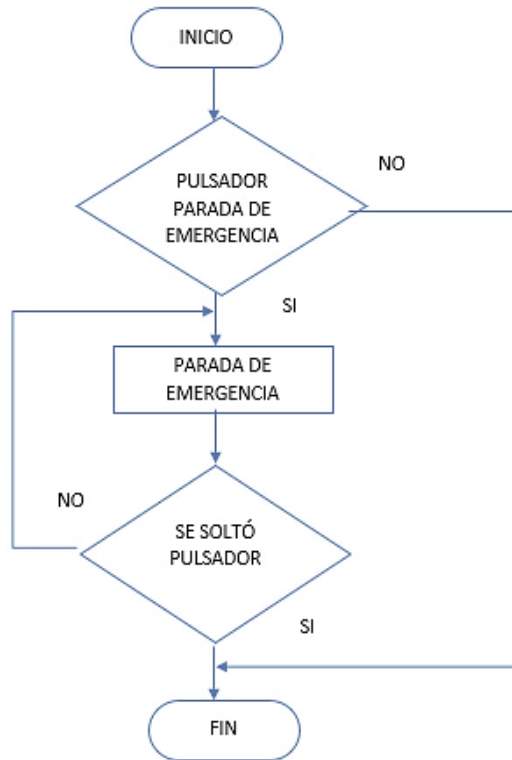 INICIO
NO
PULSADOR
PARADA DE
EMERGENCIA
SI
PARADA DE
EMERGENCIA
NO
SE SOLTÓ
PULSADOR
SI
FIN